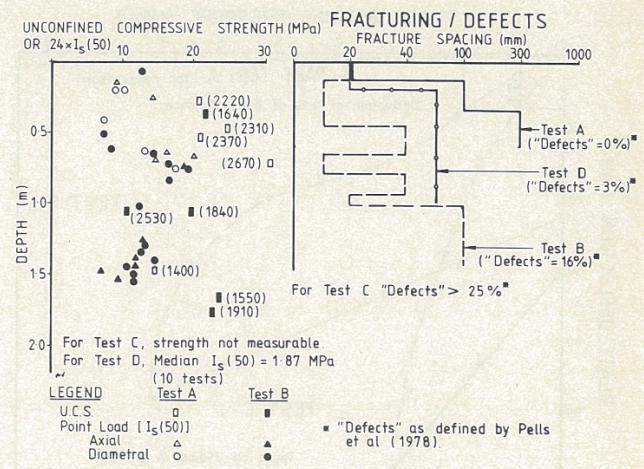 UNCONFINED COMPRESSIVE STRENGTH (MPa)
OR 24×Is(50)
10 20 30
FRACTURING / DEFECTS
FRACTURE SPACING (mm)
0 20 40 100 300 1000
DEPTH (m)
0·5
1·0
1·5
2·0
(2220)
(1640)
(2310)
(2370)
(2670)
(2530)
(1840)
(1400)
(1550)
(1910)
Test A
("Defects"=0%)
Test D
("Defects"=3%)
Test B
("Defects"=16%)
For Test C "Defects"> 25%
For Test C, strength not measurable.
For Test D, Median Is(50) = 1·87 MPa
(10 tests)
LEGEND Test A Test B
U.C.S.
Point Load [Is(50)]
Axial
Diametral
"Defects" as defined by Pells
et al (1978).